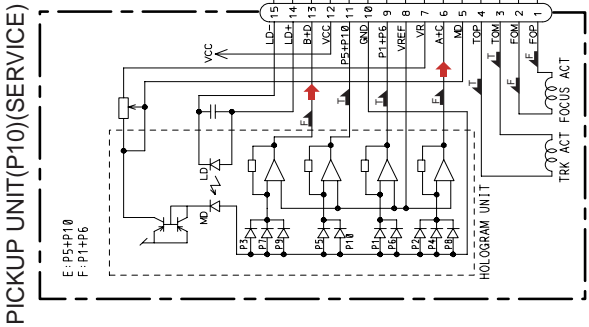 PICKUP UNIT(P10)(SERVICE)
LD- 15
LD+ 14
B+D 13
VCC 12
P5+P10 11
GND 10
P1+P6 9
VREF 8
VR 7
A+C 6
MD 5
TOP 4
TOM 3
FOM 2
FOP 1
VCC
F
T
T
F
T
T
F
F
FOCUS ACT
TRK ACT
LD
MD
E:P5+P10
F:P1+P6
P3
P7
P9
P5
P10
P1
P6
P2
P4
P8
HOLOGRAM UNIT